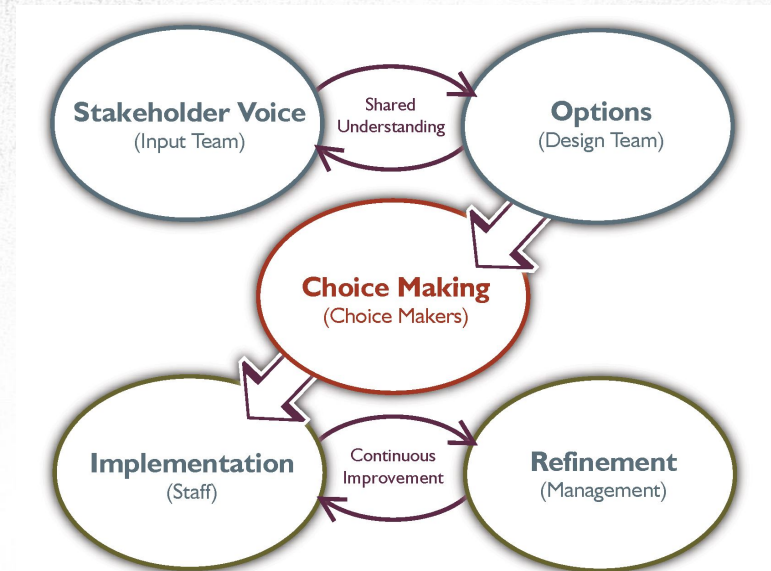 Stakeholder Voice
(Input Team)
Shared
Understanding
Options
(Design Team)
Choice Making
(Choice Makers)
Implementation
(Staff)
Continuous
Improvement
Refinement
(Management)